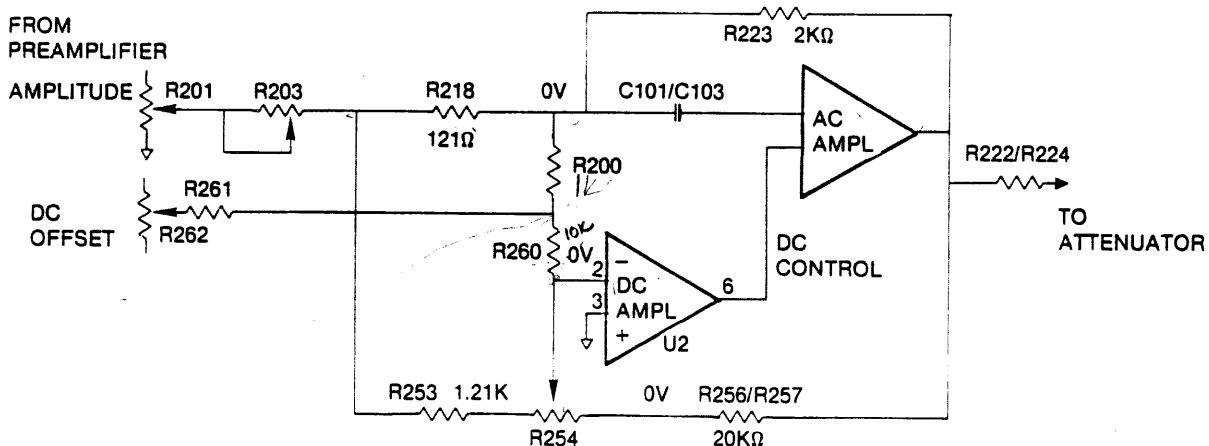 FROM
PREAMPLIFIER
AMPLITUDE
R201
R203
R218
121Ω
0V
C101/C103
R223 2KΩ
AC
AMPL
R222/R224
TO
ATTENUATOR
R200
R261
DC
OFFSET
R262
R260
10K
0V
2
−
DC
3
AMPL
+
U2
6
DC
CONTROL
R253 1.21K
R254
0V
R256/R257
20KΩ